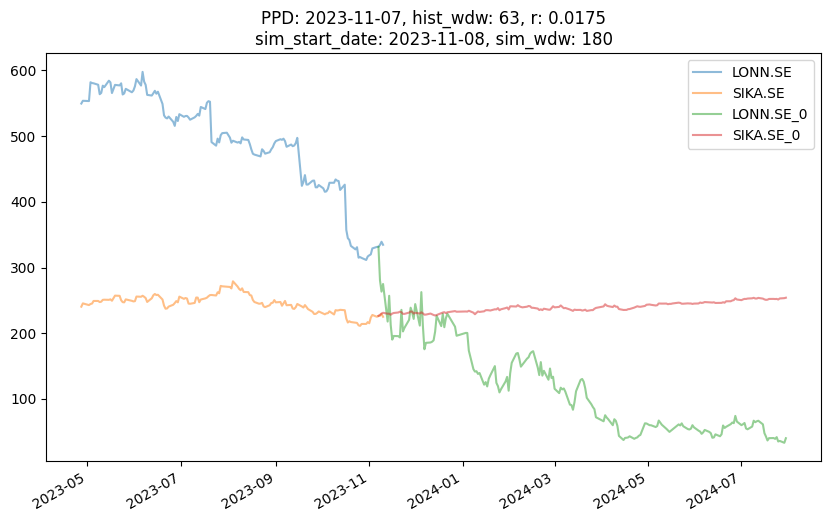 PPD: 2023-11-07, hist_wdw: 63, r: 0.0175
sim_start_date: 2023-11-08, sim_wdw: 180
LONN.SE
SIKA.SE
LONN.SE_0
SIKA.SE_0
600
500
400
300
200
100
2023-05
2023-07
2023-09
2023-11
2024-01
2024-03
2024-05
2024-07